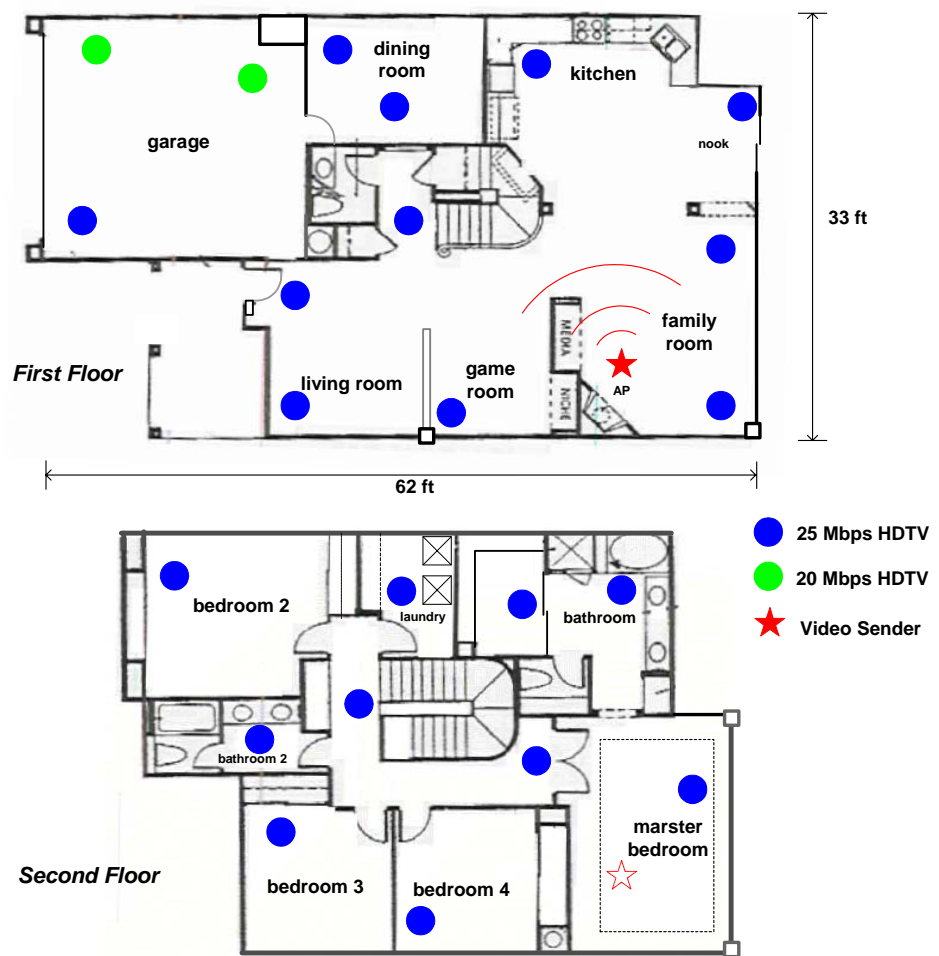 dining
room
kitchen
garage
nook
33 ft
MEDIA
family
room
First Floor
living room
game
room
NICHE
AP
62 ft
25 Mbps HDTV
20 Mbps HDTV
Video Sender
bedroom 2
laundry
bathroom
bathroom 2
marster
bedroom
Second Floor
bedroom 3
bedroom 4